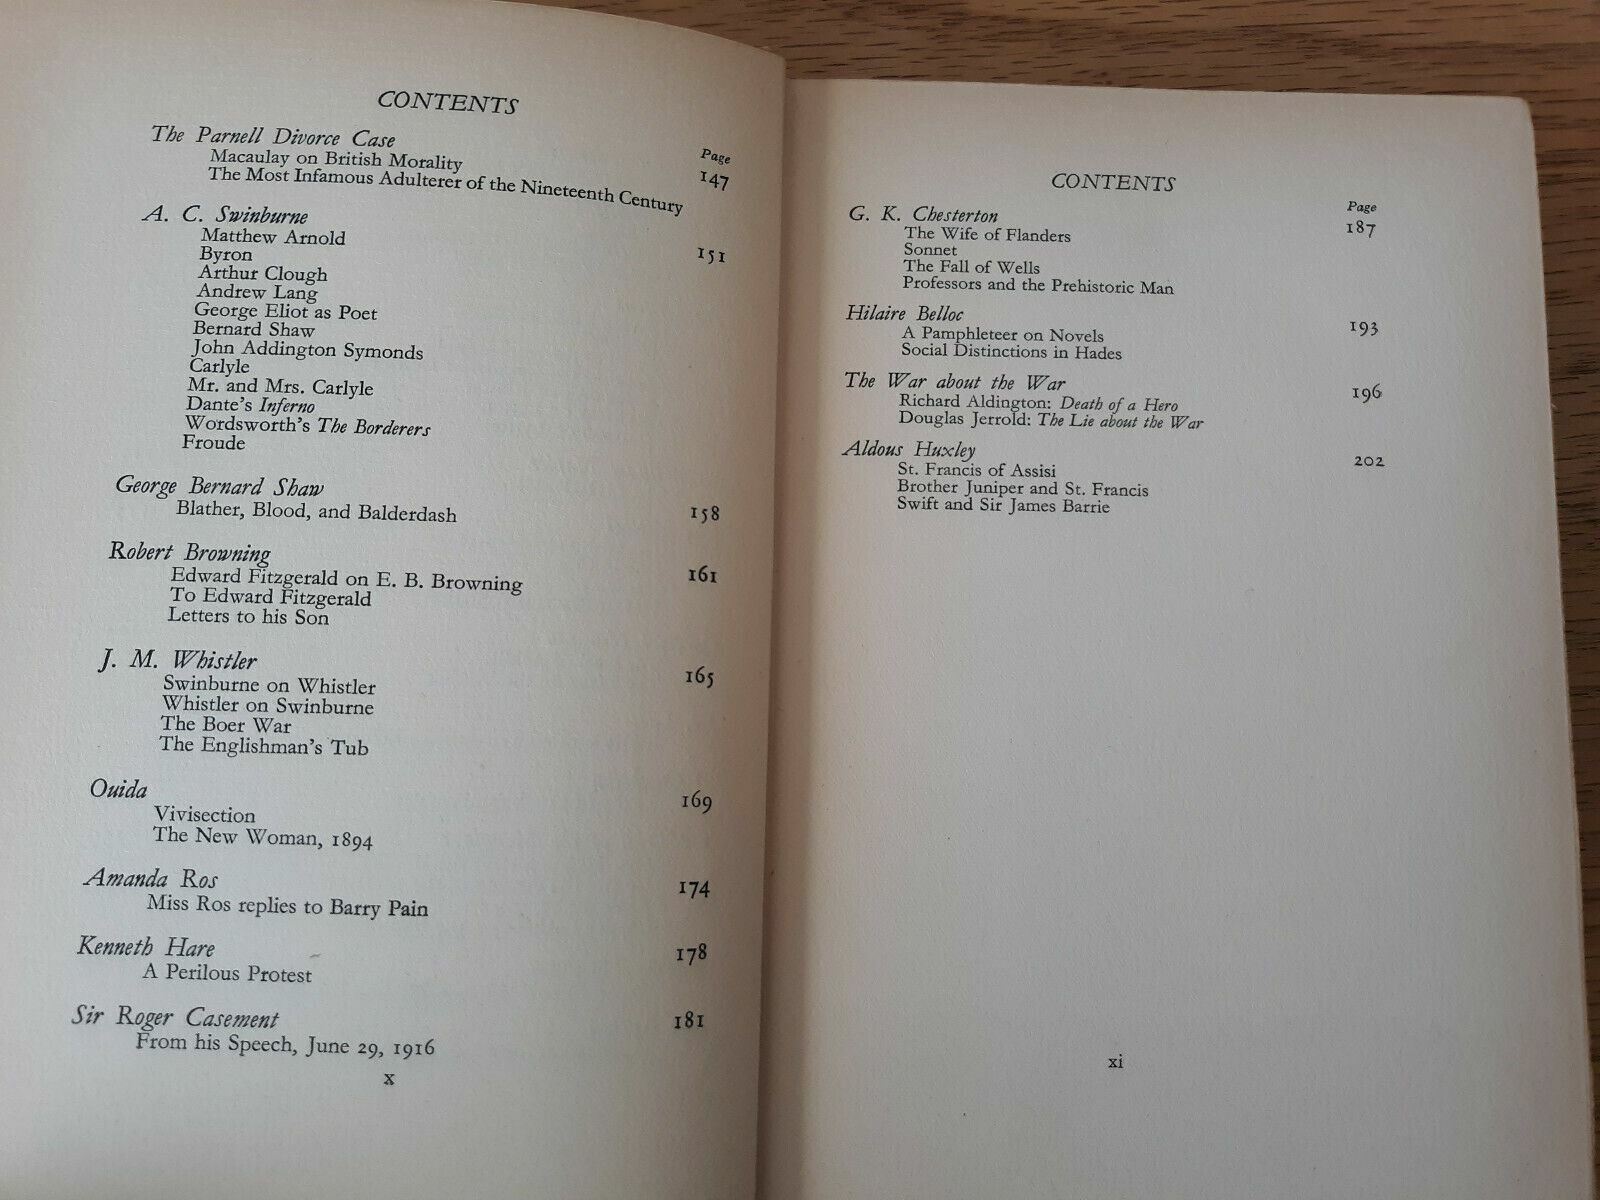 CONTENTS
The Parnell Divorce Case
Page
Macaulay on British Morality
147
The Most Infamous Adulterer of the Nineteenth Century
A. C. Swinburne
Matthew Arnold
151
Byron
Arthur Clough
Andrew Lang
George Eliot as Poet
Bernard Shaw
John Addington Symonds
Carlyle
Mr. and Mrs. Carlyle
Dante's Inferno
Wordsworth's The Borderers
Froude
George Bernard Shaw
158
Blather, Blood, and Balderdash
Robert Browning
161
Edward Fitzgerald on E. B. Browning
To Edward Fitzgerald
Letters to his Son
J. M. Whistler
165
Swinburne on Whistler
Whistler on Swinburne
The Boer War
The Englishman's Tub
Ouida
169
Vivisection
The New Woman, 1894
Amanda Ros
174
Miss Ros replies to Barry Pain
Kenneth Hare
178
A Perilous Protest
Sir Roger Casement
181
From his Speech, June 29, 1916
x
CONTENTS
Page
G. K. Chesterton
187
The Wife of Flanders
Sonnet
The Fall of Wells
Professors and the Prehistoric Man
Hilaire Belloc
193
A Pamphleteer on Novels
Social Distinctions in Hades
The War about the War
196
Richard Aldington: Death of a Hero
Douglas Jerrold: The Lie about the War
Aldous Huxley
202
St. Francis of Assisi
Brother Juniper and St. Francis
Swift and Sir James Barrie
xi